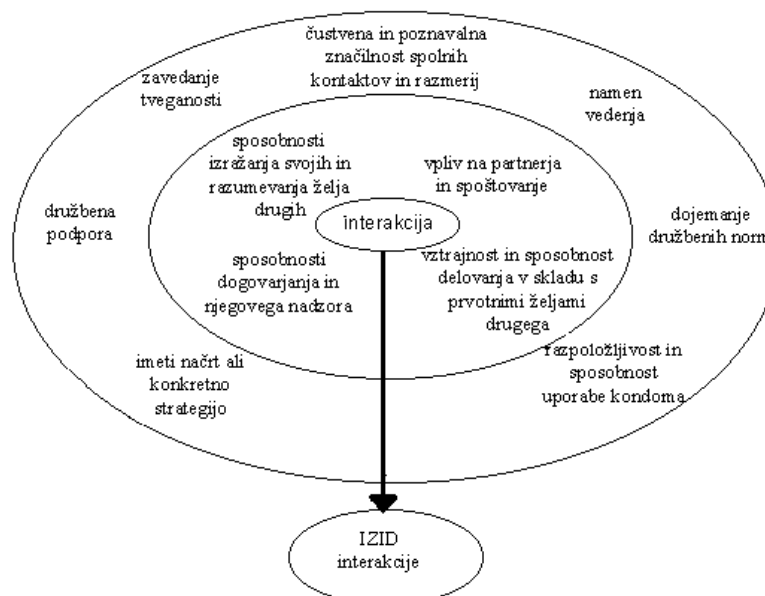 čustvena in poznavalna
značilnost spolnih
kontaktov in razmerij
zavedanje
tveganosti
namen
vedenja
sposobnosti
izražanja svojih in
razumevanja želja
drugih
vpliv na partnerja
in spoštovanje
družbena
podpora
interakcija
dojemanje
družbenih norm
sposobnosti
dogovarjanja in
njegovega nadzora
vztrajnost in sposobnost
delovanja v skladu s
prvotnimi željami
drugega
imeti načrt ali
konkretno
strategijo
razpoložljivost in
sposobnost
uporabe kondoma
IZID
interakcije